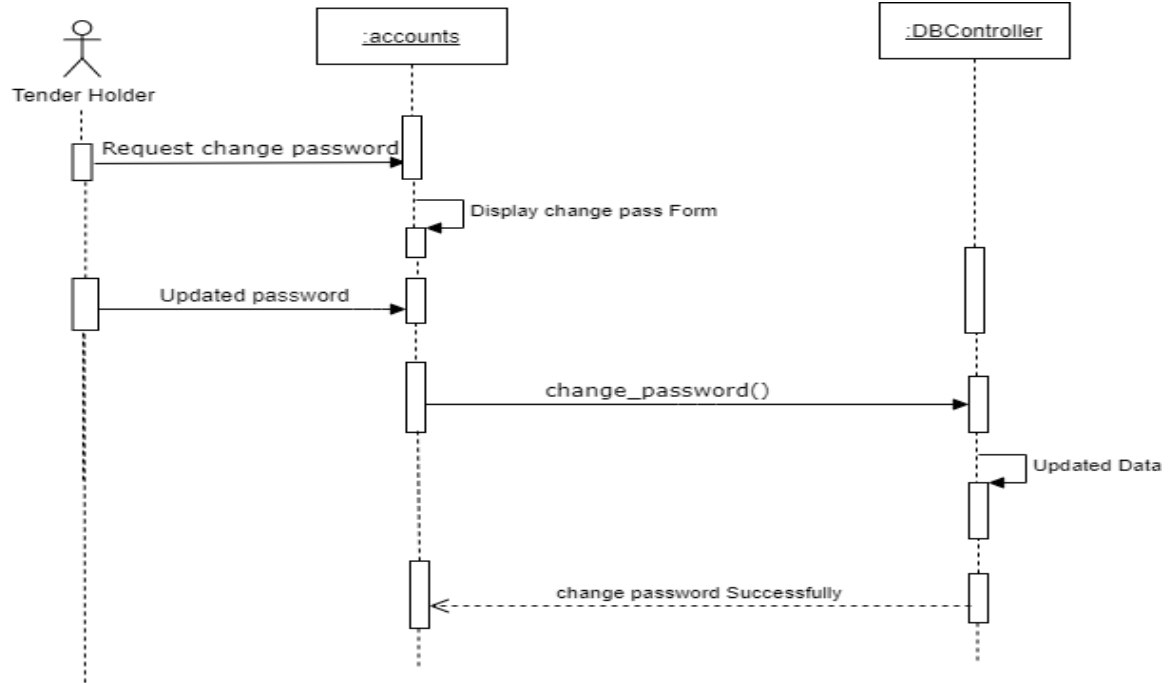 :accounts
:DBController
Tender Holder
Request change password
Display change pass Form
Updated password
change_password()
Updated Data
change password Successfully